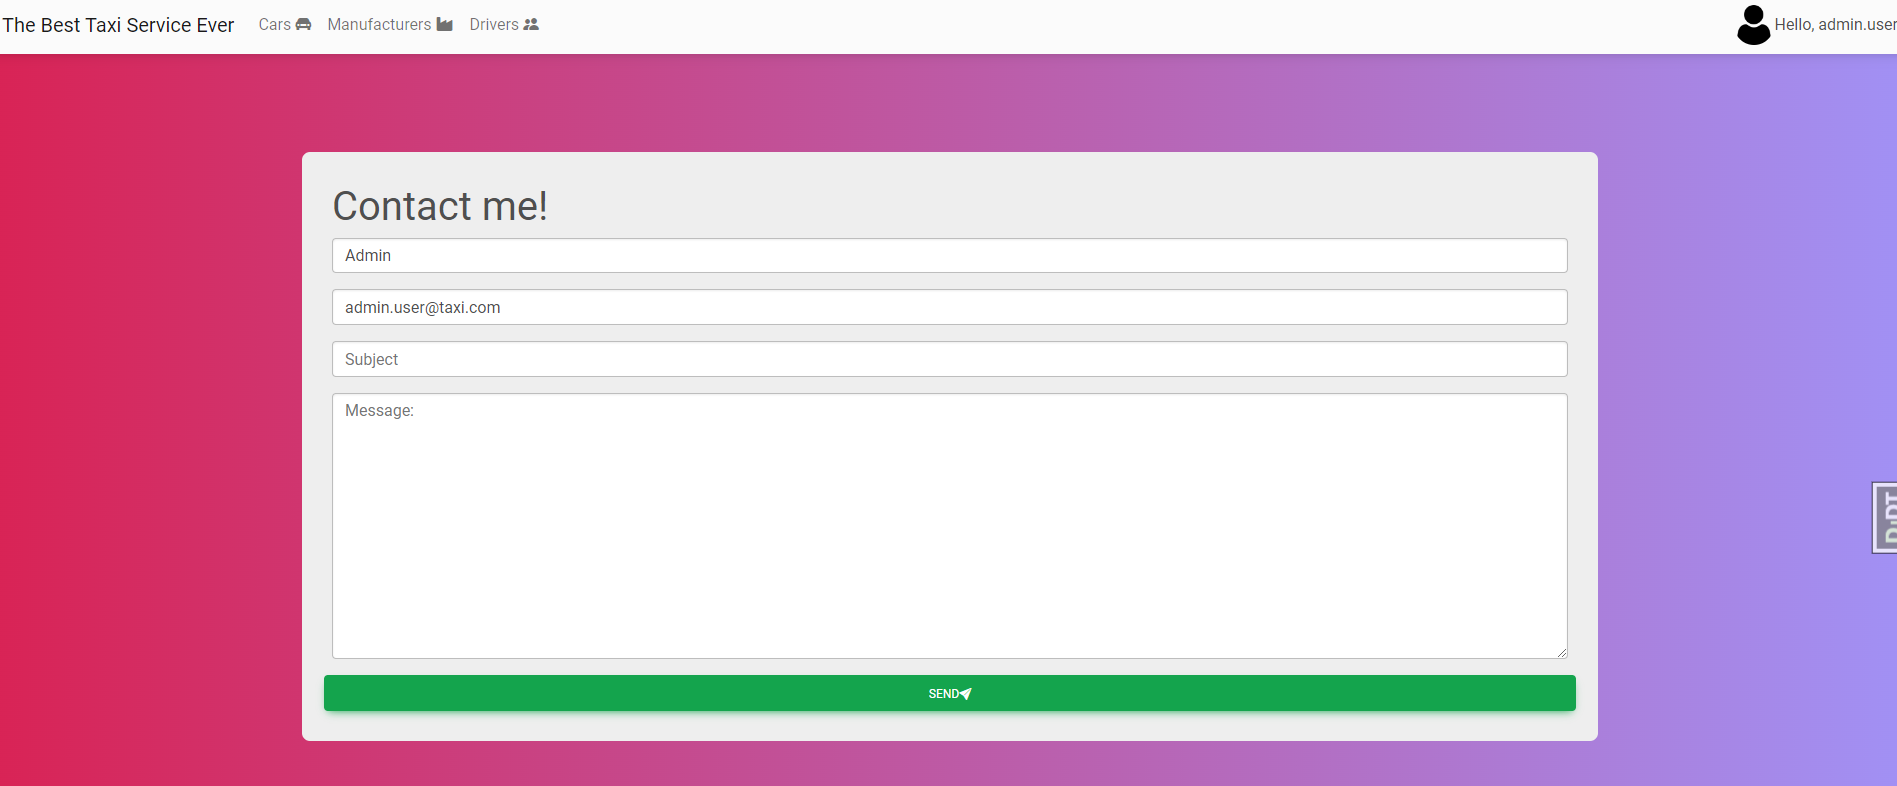 The Best Taxi Service Ever Cars Manufacturers Drivers Hello, admin.user
Contact me!
Admin
admin.user@taxi.com
Subject
Message:
SEND
DjDT